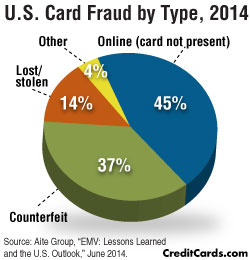 U.S. Card Fraud by Type, 2014
Other
Online (card not present)
Lost/
stolen
4%
14%
45%
37%
Counterfeit
Source: Aite Group, “EMV: Lessons Learned
and the U.S. Outlook,” June 2014.
CreditCards.com